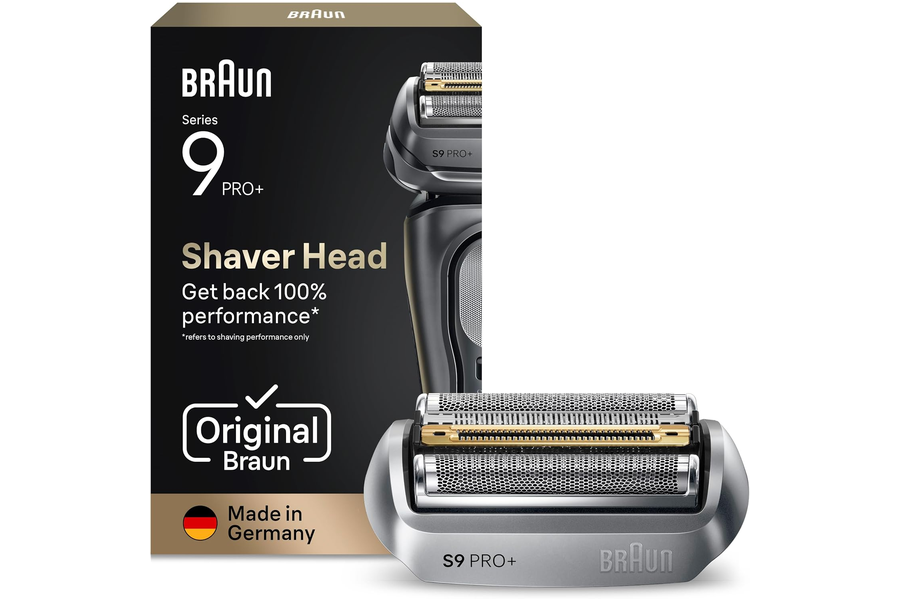 BRAUN
BRAUN
Series
9 PRO+
S9 PRO+
Shaver Head
Get back 100%
performance*
*refers to shaving performance only
Original
Braun
Made in
Germany
S9 PRO+
BRAUN